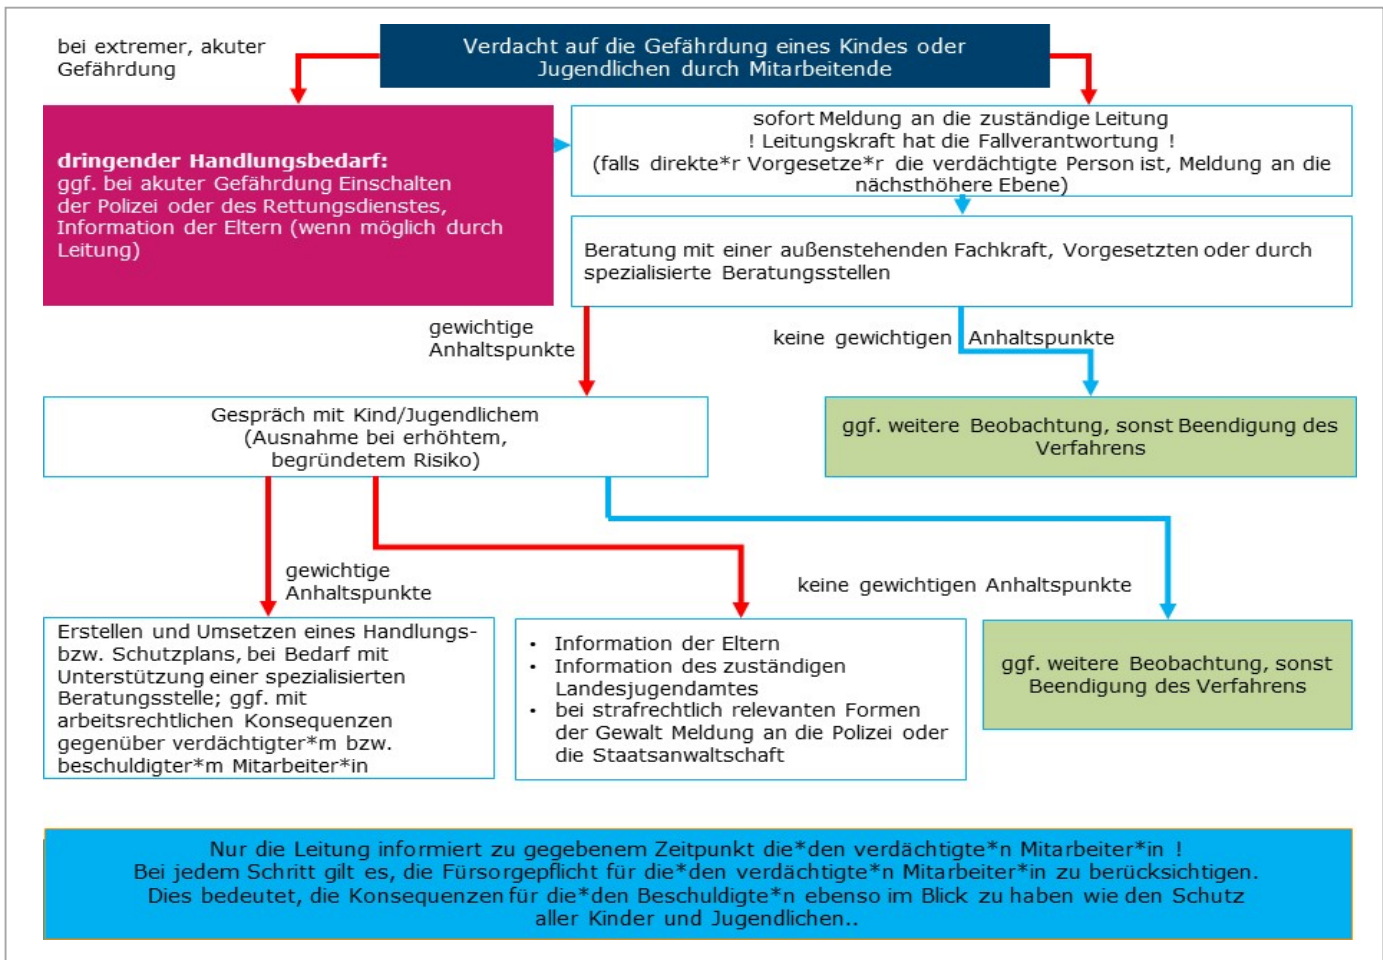 bei extremer, akuter
Gefährdung
Verdacht auf die Gefährdung eines Kindes oder
Jugendlichen durch Mitarbeitende
dringender Handlungsbedarf:
ggf. bei akuter Gefährdung Einschalten
der Polizei oder des Rettungsdienstes,
Information der Eltern (wenn möglich durch
Leitung)
sofort Meldung an die zuständige Leitung
! Leitungskraft hat die Fallverantwortung !
(falls direkte*r Vorgesetze*r die verdächtigte Person ist, Meldung an die
nächsthöhere Ebene)
Beratung mit einer außenstehenden Fachkraft, Vorgesetzten oder durch
spezialisierte Beratungsstellen
gewichtige
Anhaltspunkte
keine gewichtigen Anhaltspunkte
Gespräch mit Kind/Jugendlichem
(Ausnahme bei erhöhtem,
begründetem Risiko)
ggf. weitere Beobachtung, sonst Beendigung des
Verfahrens
gewichtige
Anhaltspunkte
keine gewichtigen Anhaltspunkte
Erstellen und Umsetzen eines Handlungs-
bzw. Schutzplans, bei Bedarf mit
Unterstützung einer spezialisierten
Beratungsstelle; ggf. mit
arbeitsrechtlichen Konsequenzen
gegenüber verdächtigter*m bzw.
beschuldigter*m Mitarbeiter*in
• Information der Eltern
• Information des zuständigen
Landesjugendamtes
• bei strafrechtlich relevanten Formen
der Gewalt Meldung an die Polizei oder
die Staatsanwaltschaft
ggf. weitere Beobachtung, sonst
Beendigung des Verfahrens
Nur die Leitung informiert zu gegebenem Zeitpunkt die*den verdächtigte*n Mitarbeiter*in !
Bei jedem Schritt gilt es, die Fürsorgepflicht für die*den verdächtigte*n Mitarbeiter*in zu berücksichtigen.
Dies bedeutet, die Konsequenzen für die*den Beschuldigte*n ebenso im Blick zu haben wie den Schutz
aller Kinder und Jugendlichen..